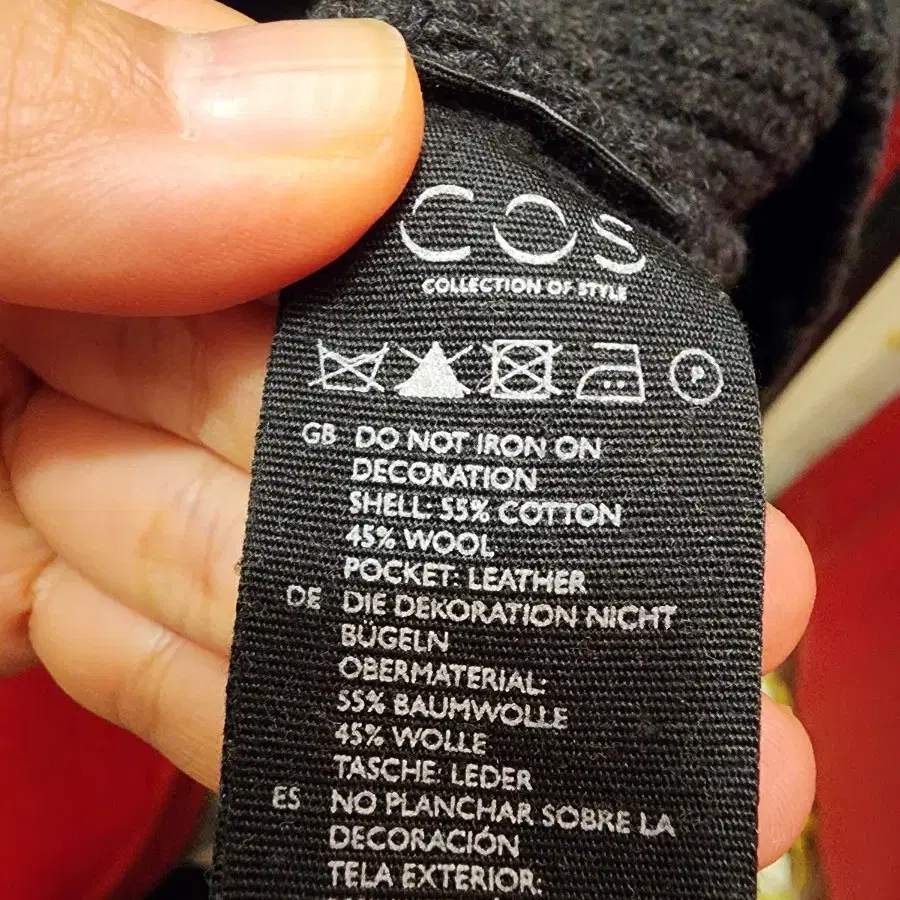 COS
COLLECTION OF STYLE
P
GB DO NOT IRON ON
DECORATION
SHELL: 55% COTTON
45% WOOL
POCKET: LEATHER
DE DIE DEKORATION NICHT
BÜGELN
OBERMATERIAL:
55% BAUMWOLLE
45% WOLLE
TASCHE: LEDER
ES NO PLANCHAR SOBRE LA
DECORACIÓN
TELA EXTERIOR: